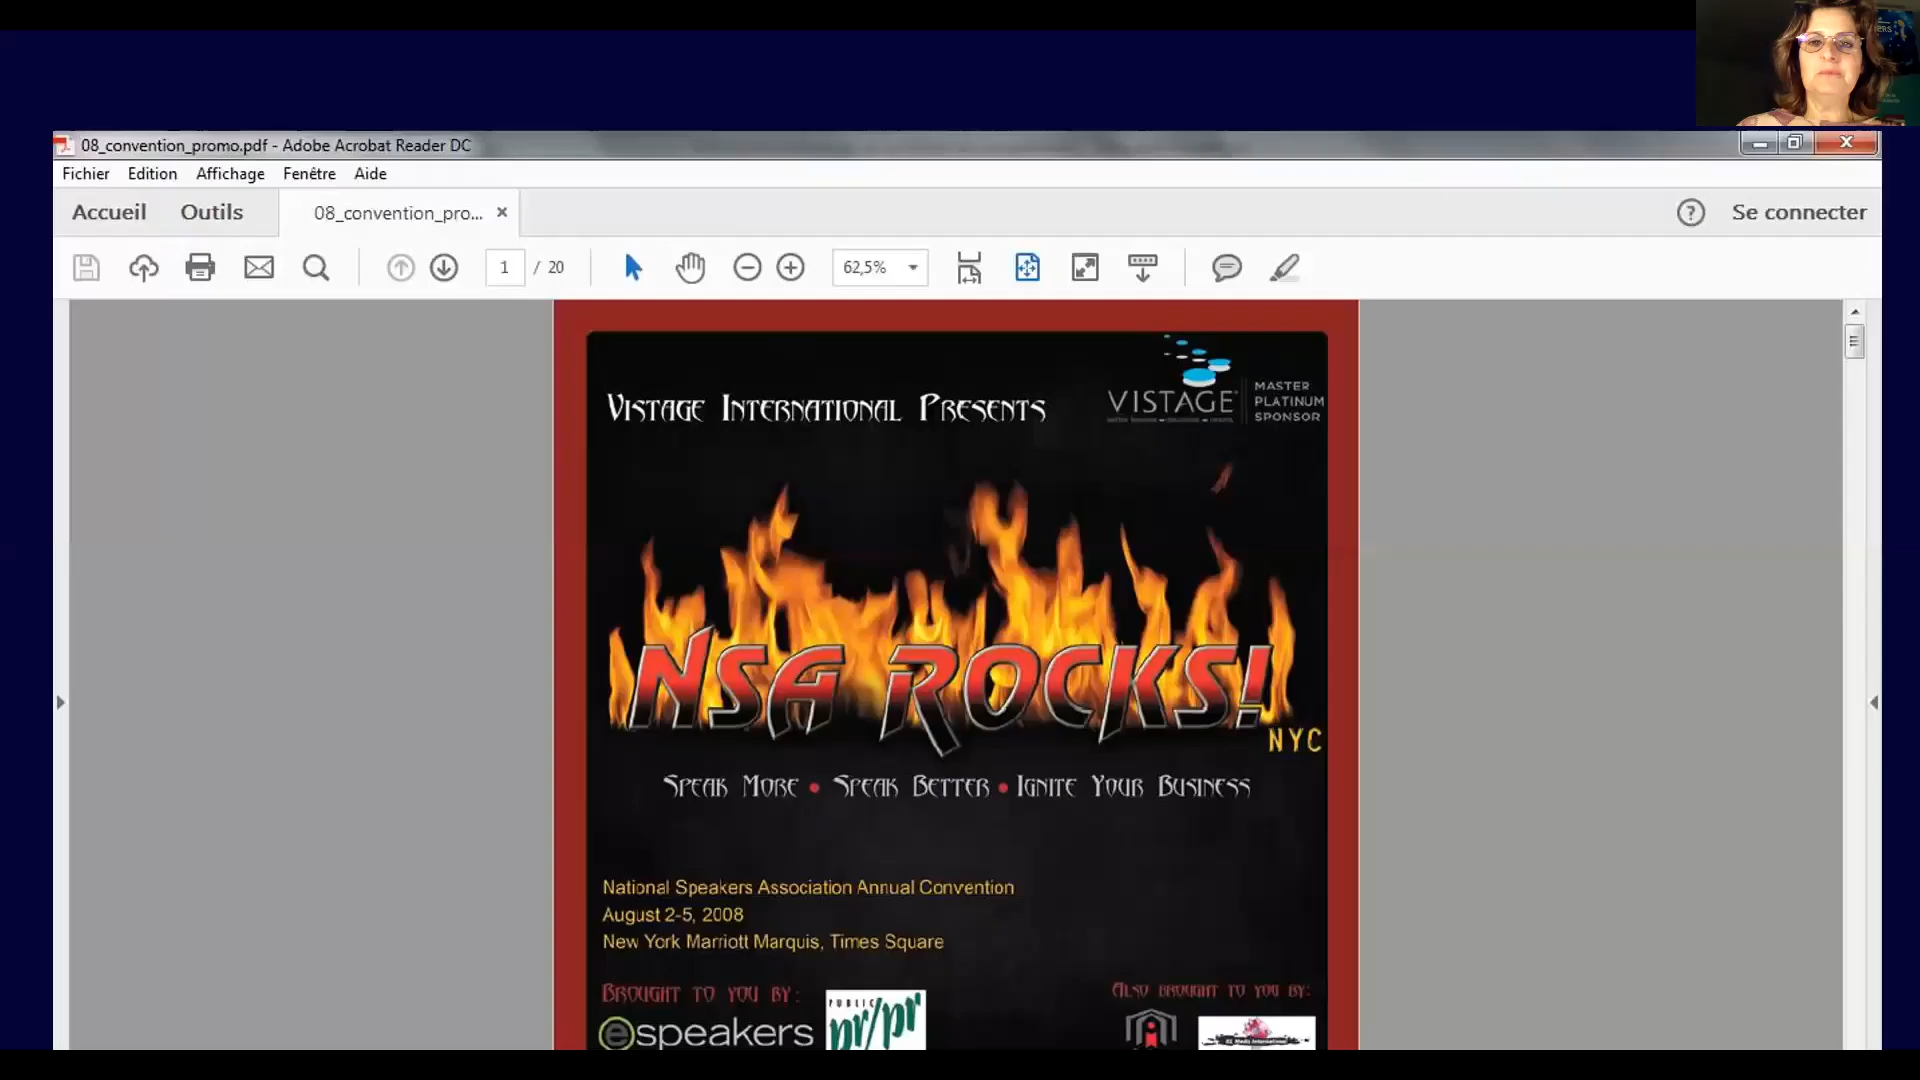 08_convention_promo.pdf - Adobe Acrobat Reader DC
Fichier Edition Affichage Fenêtre Aide
Accueil Outils 08_convention_pro... Se connecter
1 / 20 62,5%
VISTAGE INTERNATIONAL PRESENTS
VISTAGE
MASTER
PLATINUM
SPONSOR
NSA ROCKS!
NYC
SPEAK MORE • SPEAK BETTER • IGNITE YOUR BUSINESS
National Speakers Association Annual Convention
August 2-5, 2008
New York Marriott Marquis, Times Square
BROUGHT TO YOU BY:
ALSO BROUGHT TO YOU BY:
espeakers
PUBLIC
pr/pr